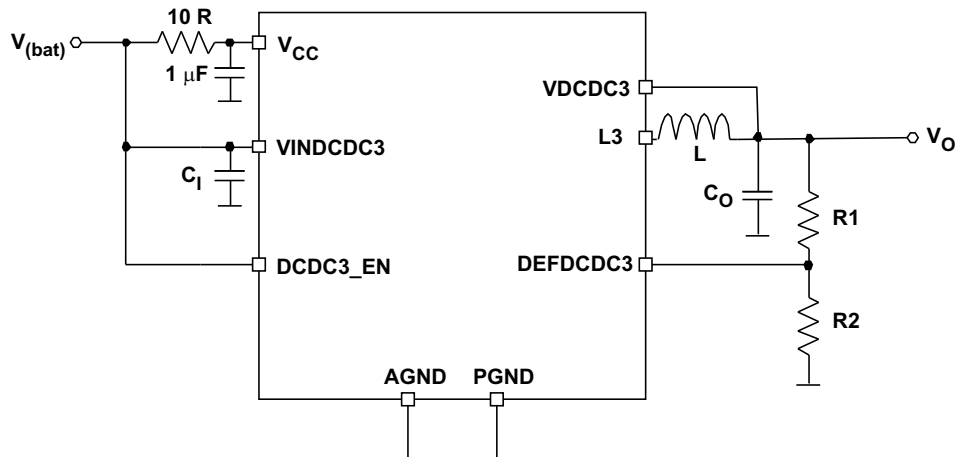 10 R
V(bat)
VCC
1 μF
VDCDC3
L3
VO
VINDCDC3
L
CI
CO
R1
DCDC3_EN
DEFDCDC3
R2
AGND
PGND